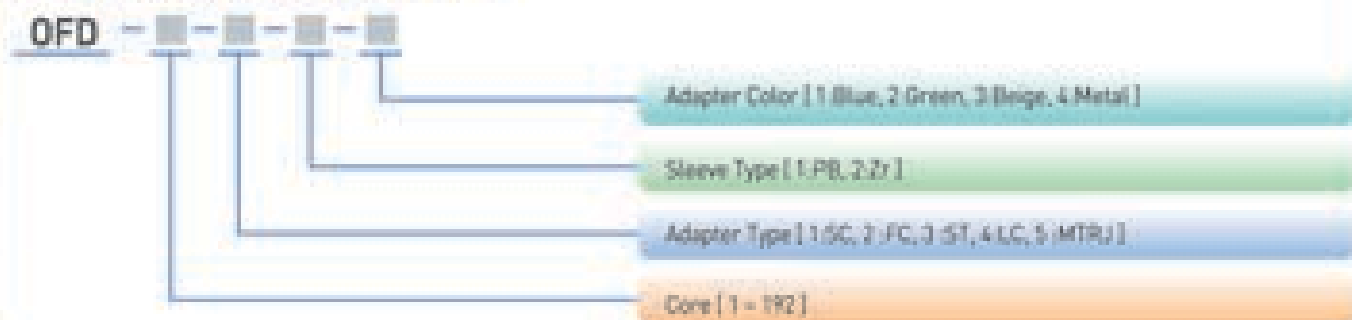 OFD - ■ - ■ - ■ - ■
Adapter Color [ 1:Blue, 2:Green, 3:Beige, 4:Metal ]
Sleeve Type [ 1:PB, 2:Zr ]
Adapter Type [ 1:SC, 2 :FC, 3 :ST, 4:LC, 5 :MTRJ ]
Core [ 1 ~ 192 ]